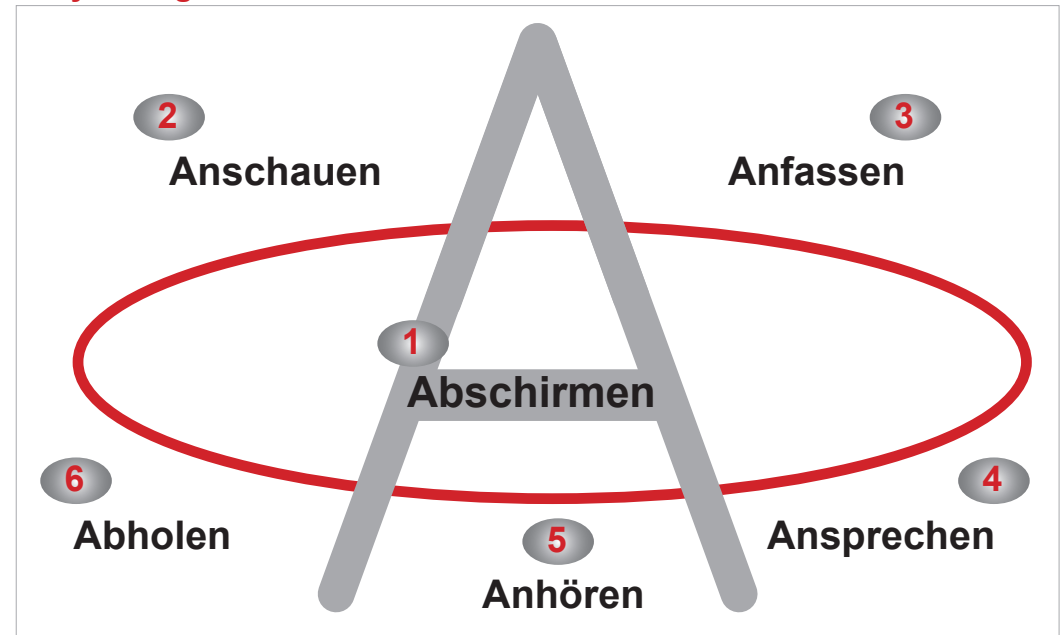 2
Anschauen
3
Anfassen
1
Abschirmen
6
Abholen
5
Anhören
4
Ansprechen